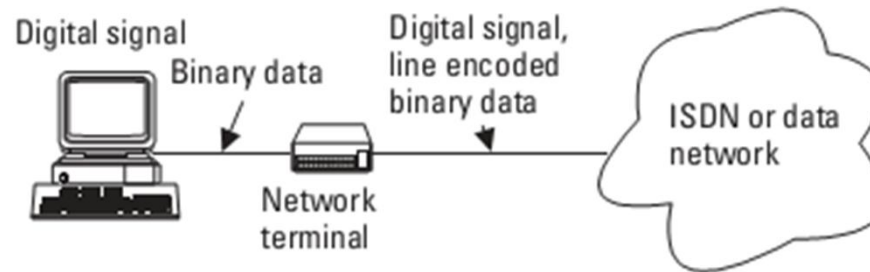 Digital signal
Binary data
Digital signal,
line encoded
binary data
ISDN or data
network
Network
terminal